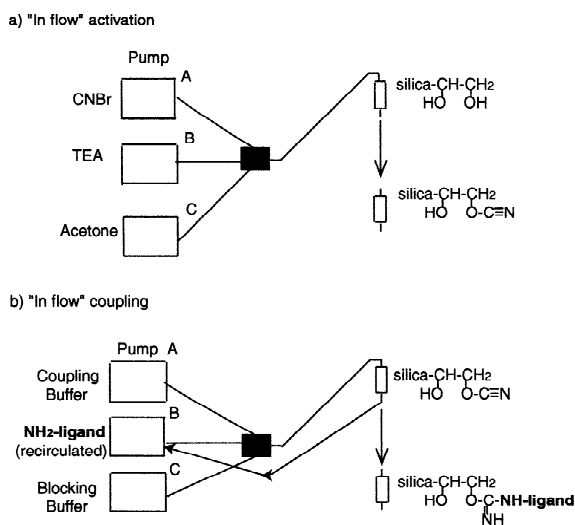 a) "In flow" activation
Pump
A
CNBr
B
TEA
C
Acetone
silica-CH-CH2
HO OH
silica-CH-CH2
HO O-C≡N
b) "In flow" coupling
Pump A
Coupling
Buffer
B
NH2-ligand
(recirculated)
C
Blocking
Buffer
silica-CH-CH2
HO O-C≡N
silica-CH-CH2
HO O-C-NH-ligand
NH